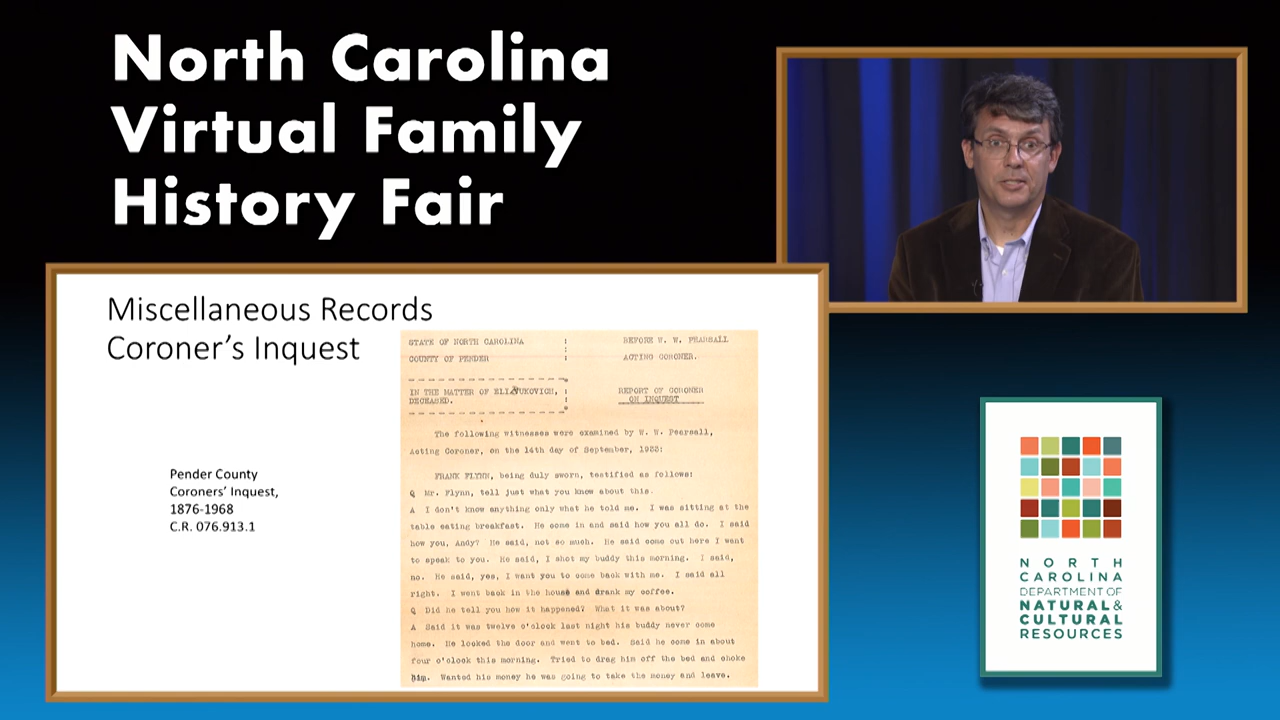 North Carolina
Virtual Family
History Fair
Miscellaneous Records
Coroner's Inquest
Pender County
Coroners' Inquest,
1876-1968
C.R. 076.913.1
STATE OF NORTH CAROLINA
COUNTY OF PENDER
BEFORE W. W. PEARSALL
ACTING CORONER.
IN THE MATTER OF ELI VUKOVICH,
DECEASED.
REPORT OF CORONER
ON INQUEST
The following witnesses were examined by W. W. Pearsall,
Acting Coroner, on the 14th day of September, 1933:
FRANK FLYNN, being duly sworn, testified as follows:
Q Mr. Flynn, tell just what you know about this.
A I don't know anything only what he told me. I was sitting at the
table eating breakfast. He come in and said how you all do. I said
how you, Andy? He said, not so much. He said come out here I want
to speak to you. He said, I shot my buddy this morning. I said,
no. He said, yes, I want you to come back with me. I said all
right. I went back in the house and drank my coffee.
Q Did he tell you how it happened? What it was about?
A Said it was twelve o'clock last night his buddy never come
home. He locked the door and went to bed. Said he come in about
four o'clock this morning. Tried to drag him off the bed and choke
him. Wanted his money he was going to take the money and leave.
NORTH
CAROLINA
DEPARTMENT OF
NATURAL &
CULTURAL
RESOURCES